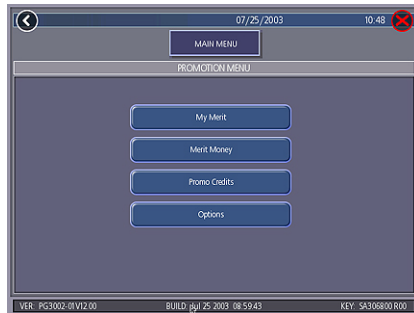 07/25/2003 10:48
MAIN MENU
PROMOTION MENU
My Merit
Merit Money
Promo Credits
Options
VER: PG3002-01V12.00 BUILD: Jul 25 2003 08:59:43 KEY: SA306800 R00